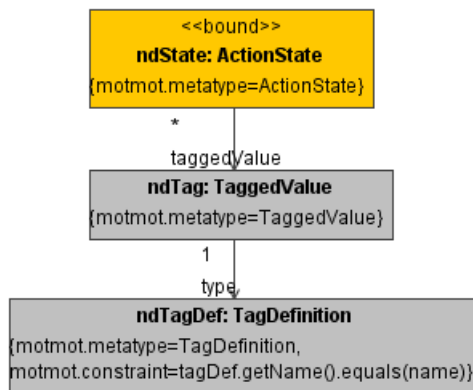 <<bound>>
ndState: ActionState
{motmot.metatype=ActionState}
*
taggedValue
ndTag: TaggedValue
{motmot.metatype=TaggedValue}
1
type
ndTagDef: TagDefinition
{motmot.metatype=TagDefinition,
motmot.constraint=tagDef.getName().equals(name)}